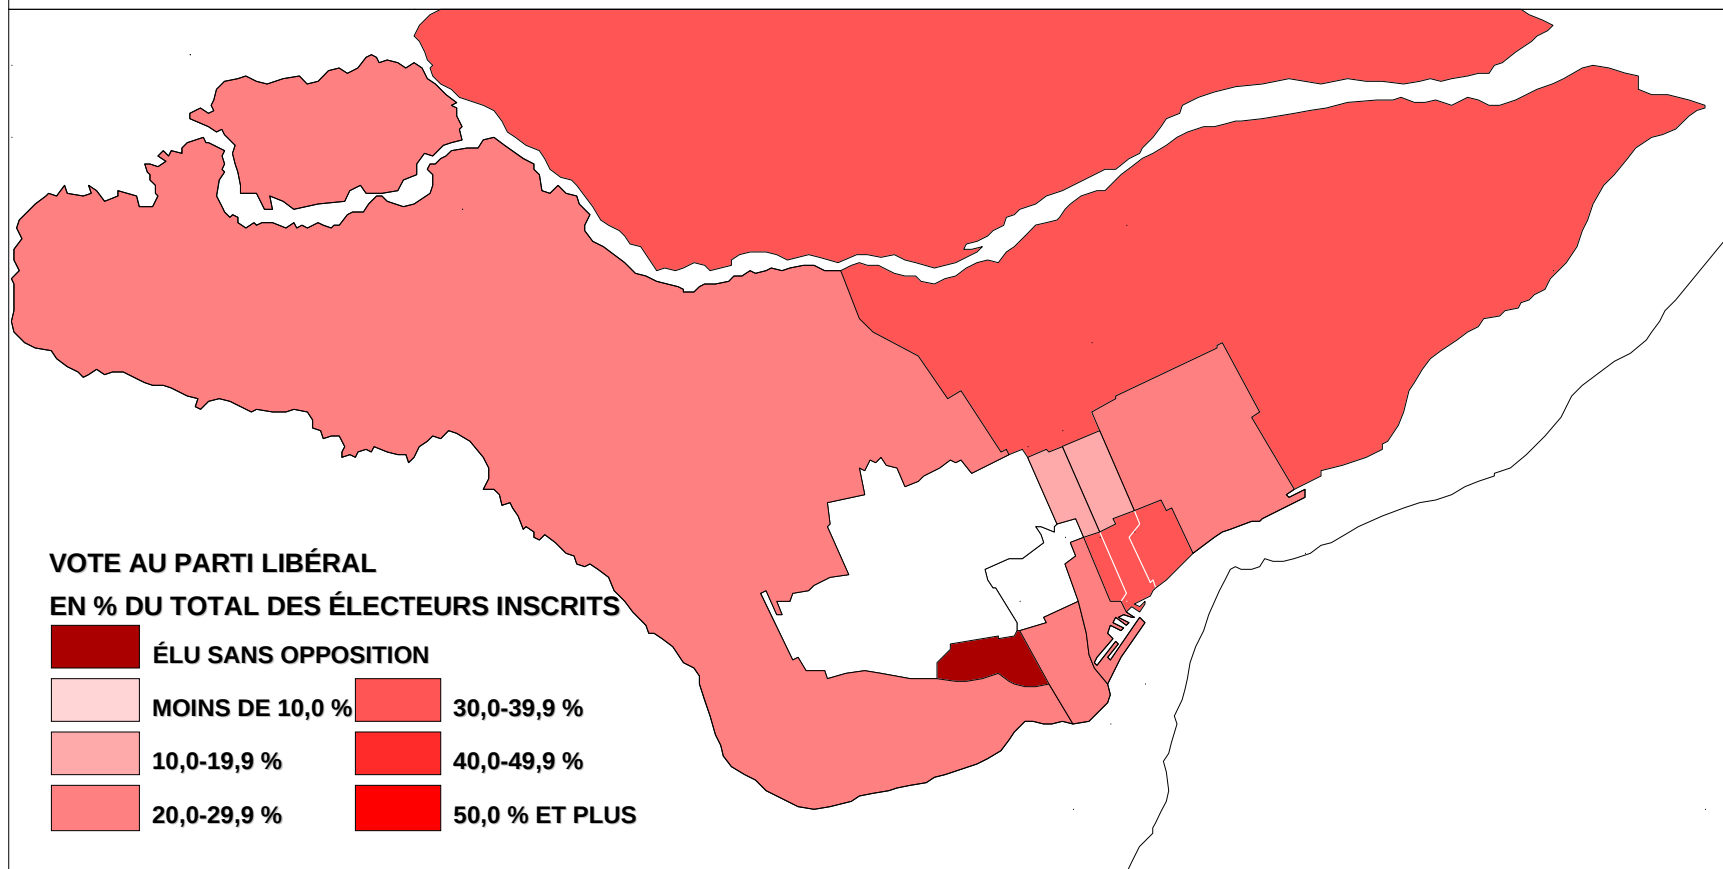 VOTE AU PARTI LIBÉRAL
EN % DU TOTAL DES ÉLECTEURS INSCRITS
ÉLU SANS OPPOSITION
MOINS DE 10,0 %
10,0-19,9 %
20,0-29,9 %
30,0-39,9 %
40,0-49,9 %
50,0 % ET PLUS